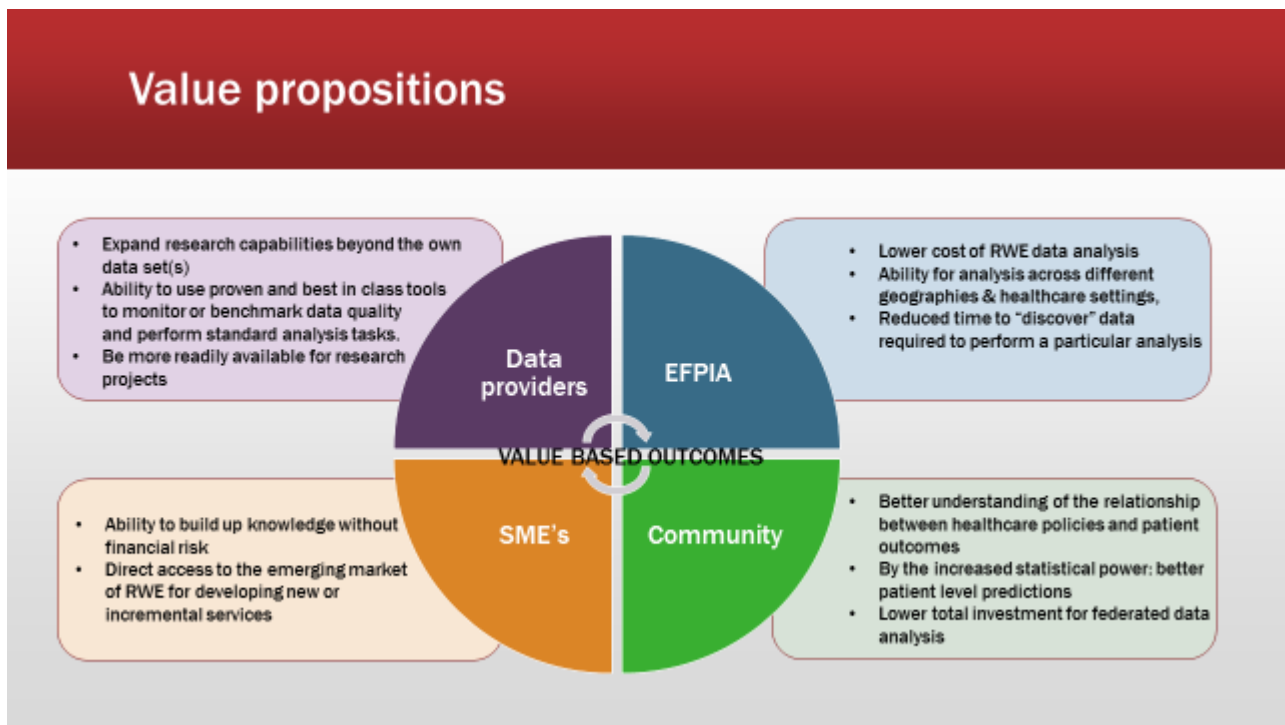 Value propositions
• Expand research capabilities beyond the own
data set(s)
• Ability to use proven and best in class tools
to monitor or benchmark data quality
and perform standard analysis tasks.
• Be more readily available for research
projects
• Lower cost of RWE data analysis
• Ability for analysis across different
geographies & healthcare settings,
• Reduced time to “discover” data
required to perform a particular analysis
Data
providers
EFPIA
VALUE BASED OUTCOMES
SME’s
Community
• Ability to build up knowledge without
financial risk
• Direct access to the emerging market
of RWE for developing new or
incremental services
• Better understanding of the relationship
between healthcare policies and patient
outcomes
• By the increased statistical power: better
patient level predictions
• Lower total investment for federated data
analysis